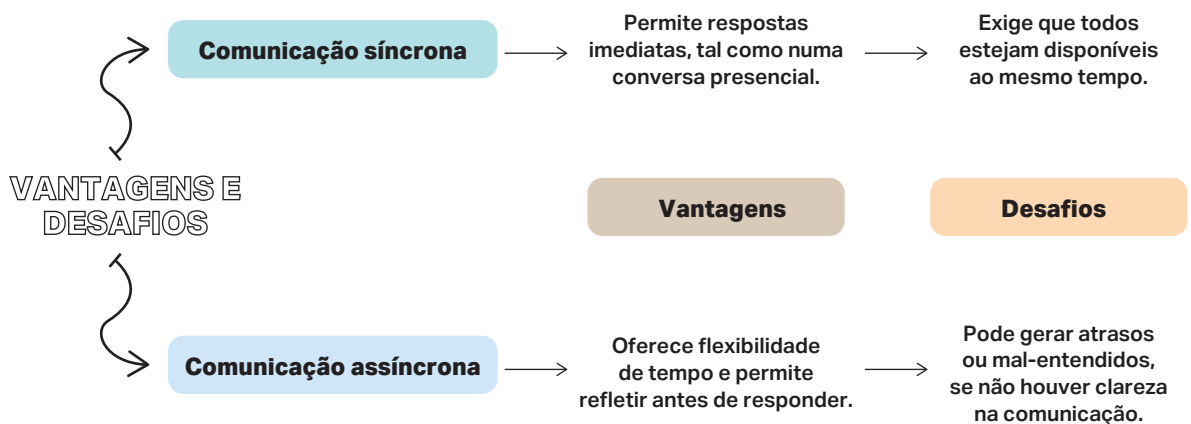 Comunicação síncrona
Permite respostas
imediatas, tal como numa
conversa presencial.
Exige que todos
estejam disponíveis
ao mesmo tempo.
VANTAGENS E
DESAFIOS
Vantagens
Desafios
Comunicação assíncrona
Oferece flexibilidade
de tempo e permite
refletir antes de responder.
Pode gerar atrasos
ou mal-entendidos,
se não houver clareza
na comunicação.